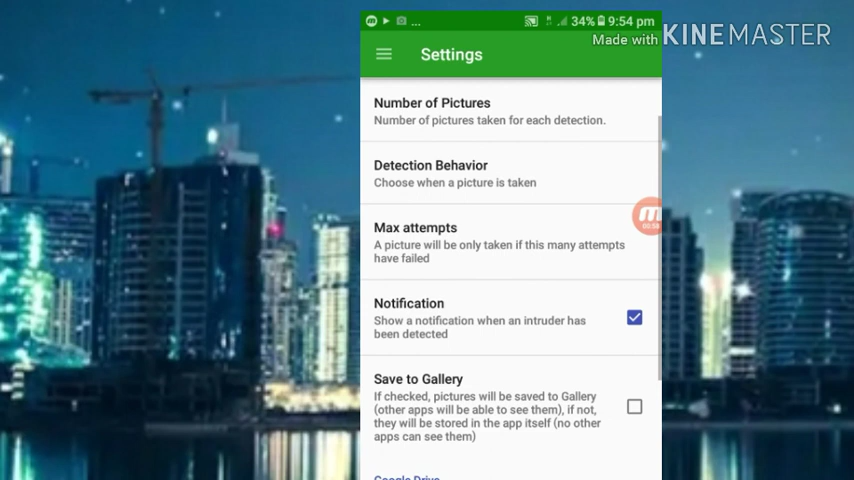 ... 34% 9:54 pm
Made with KINEMASTER
Settings
Number of Pictures
Number of pictures taken for each detection.
Detection Behavior
Choose when a picture is taken
Max attempts
A picture will be only taken if this many attempts
have failed
00:58
Notification
Show a notification when an intruder has
been detected
Save to Gallery
If checked, pictures will be saved to Gallery
(other apps will be able to see them), if not,
they will be stored in the app itself (no other
apps can see them)
Google Drive